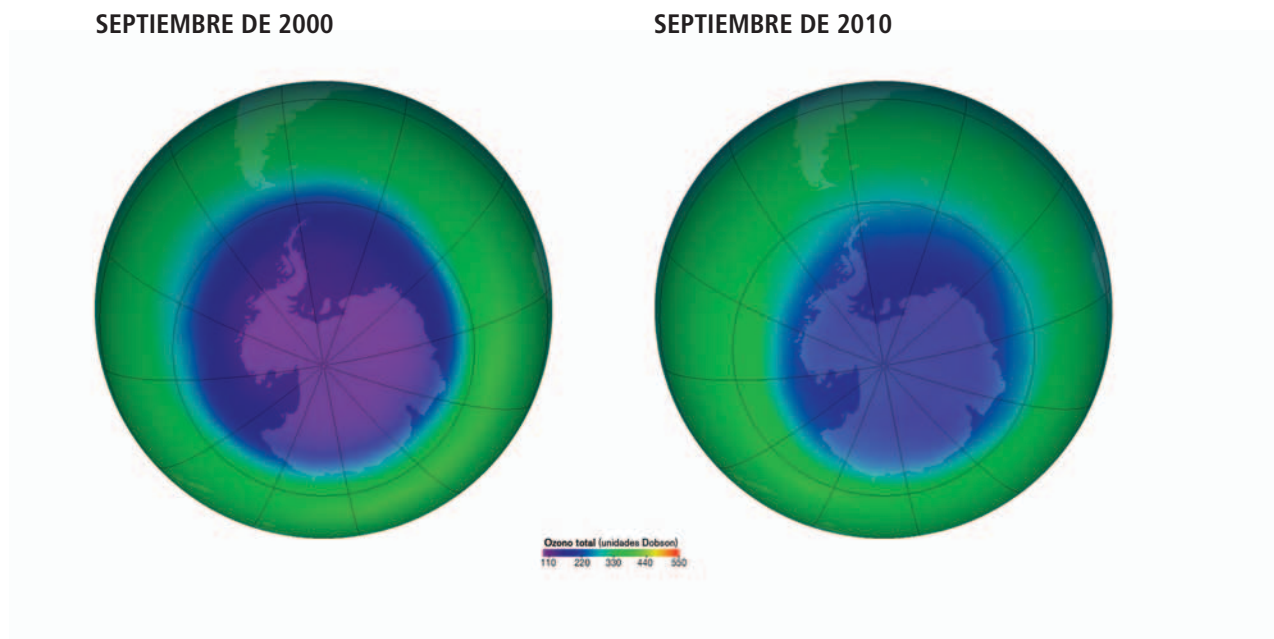 SEPTIEMBRE DE 2000
SEPTIEMBRE DE 2010
Ozono total (unidades Dobson)
110 220 330 440 550